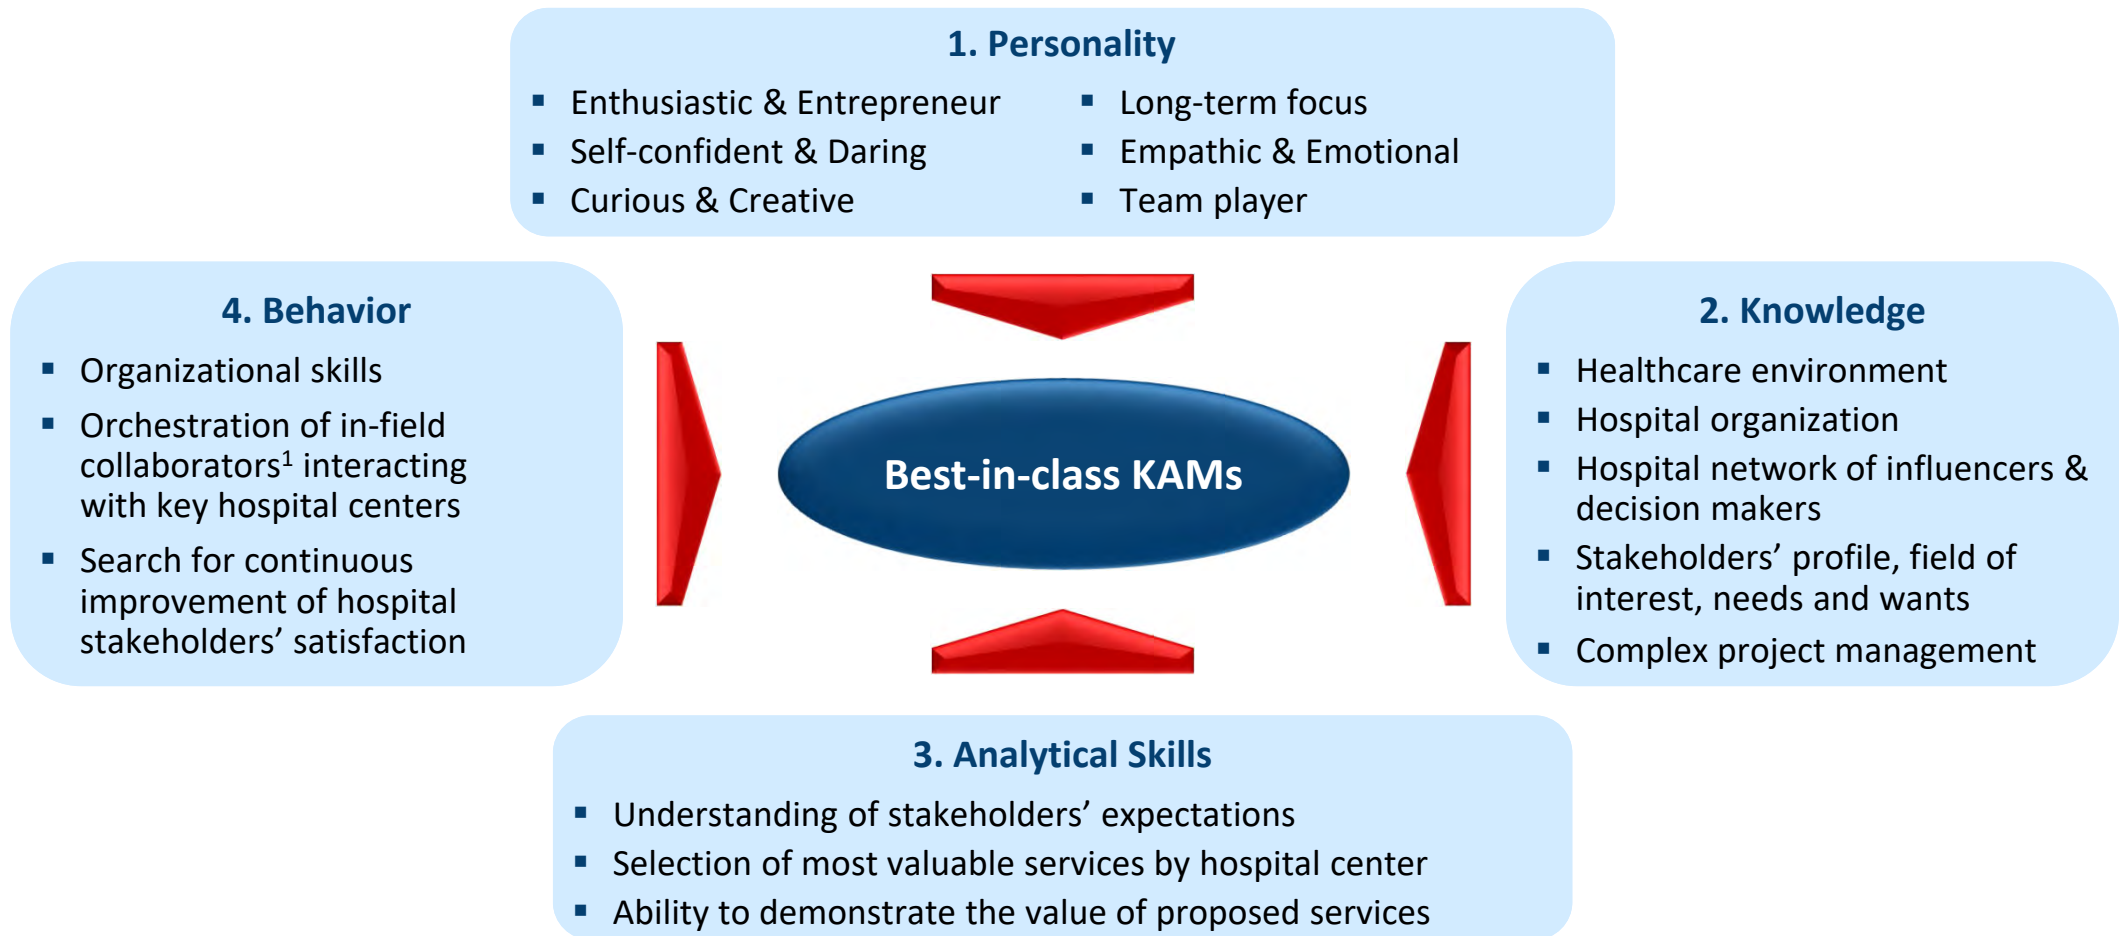 1. Personality
▪ Enthusiastic & Entrepreneur
▪ Self-confident & Daring
▪ Curious & Creative
▪ Long-term focus
▪ Empathic & Emotional
▪ Team player
4. Behavior
▪ Organizational skills
▪ Orchestration of in-field
collaborators¹ interacting
with key hospital centers
▪ Search for continuous
improvement of hospital
stakeholders’ satisfaction
Best-in-class KAMs
2. Knowledge
▪ Healthcare environment
▪ Hospital organization
▪ Hospital network of influencers &
decision makers
▪ Stakeholders’ profile, field of
interest, needs and wants
▪ Complex project management
3. Analytical Skills
▪ Understanding of stakeholders’ expectations
▪ Selection of most valuable services by hospital center
▪ Ability to demonstrate the value of proposed services